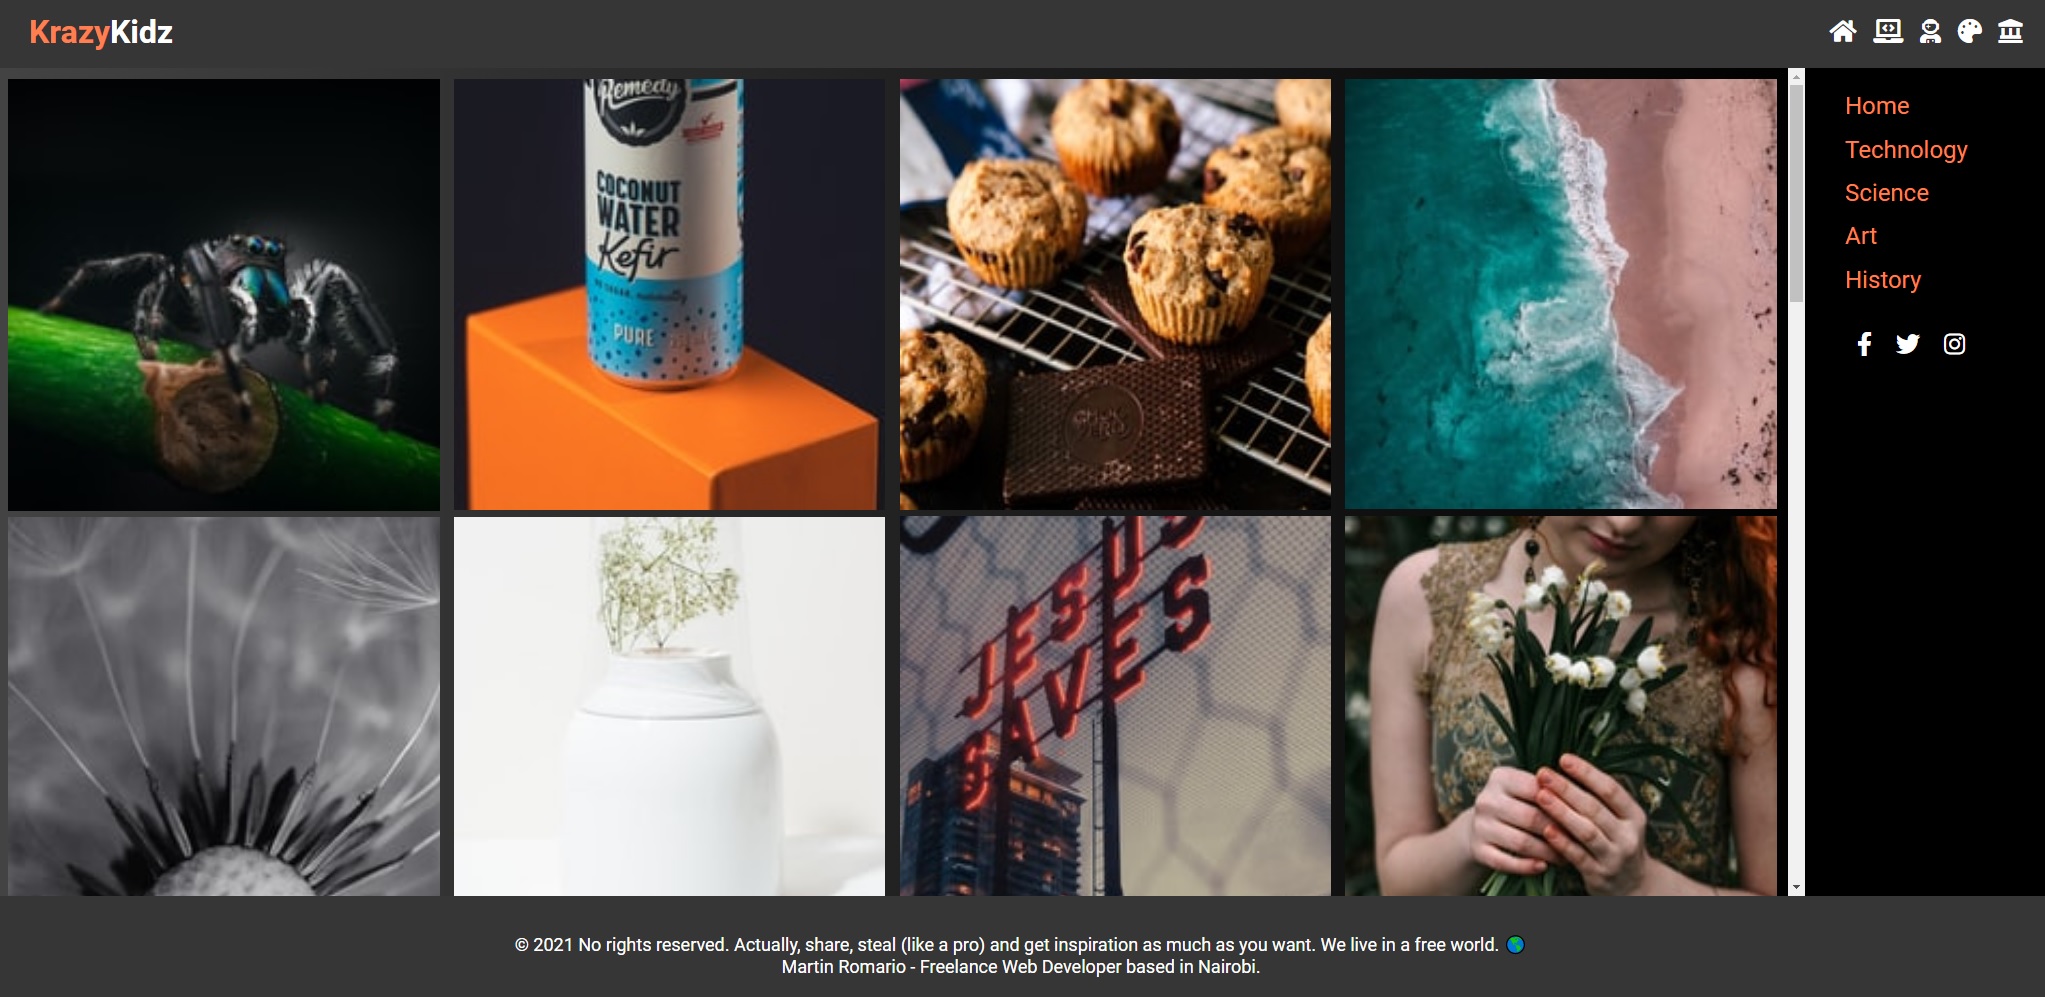 KrazyKidz
Remedy
COCONUT
WATER
Kefir
PURE
JESUS
SAVES
Home
Technology
Science
Art
History
© 2021 No rights reserved. Actually, share, steal (like a pro) and get inspiration as much as you want. We live in a free world. 🌎
Martin Romario - Freelance Web Developer based in Nairobi.